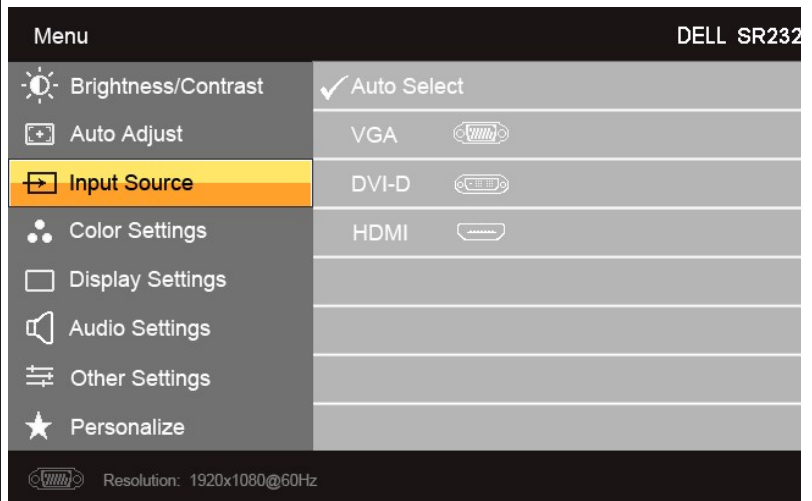 Menu
DELL SR232
Brightness/Contrast
Auto Select
Auto Adjust
VGA
Input Source
DVI-D
Color Settings
HDMI
Display Settings
Audio Settings
Other Settings
Personalize
Resolution: 1920x1080@60Hz